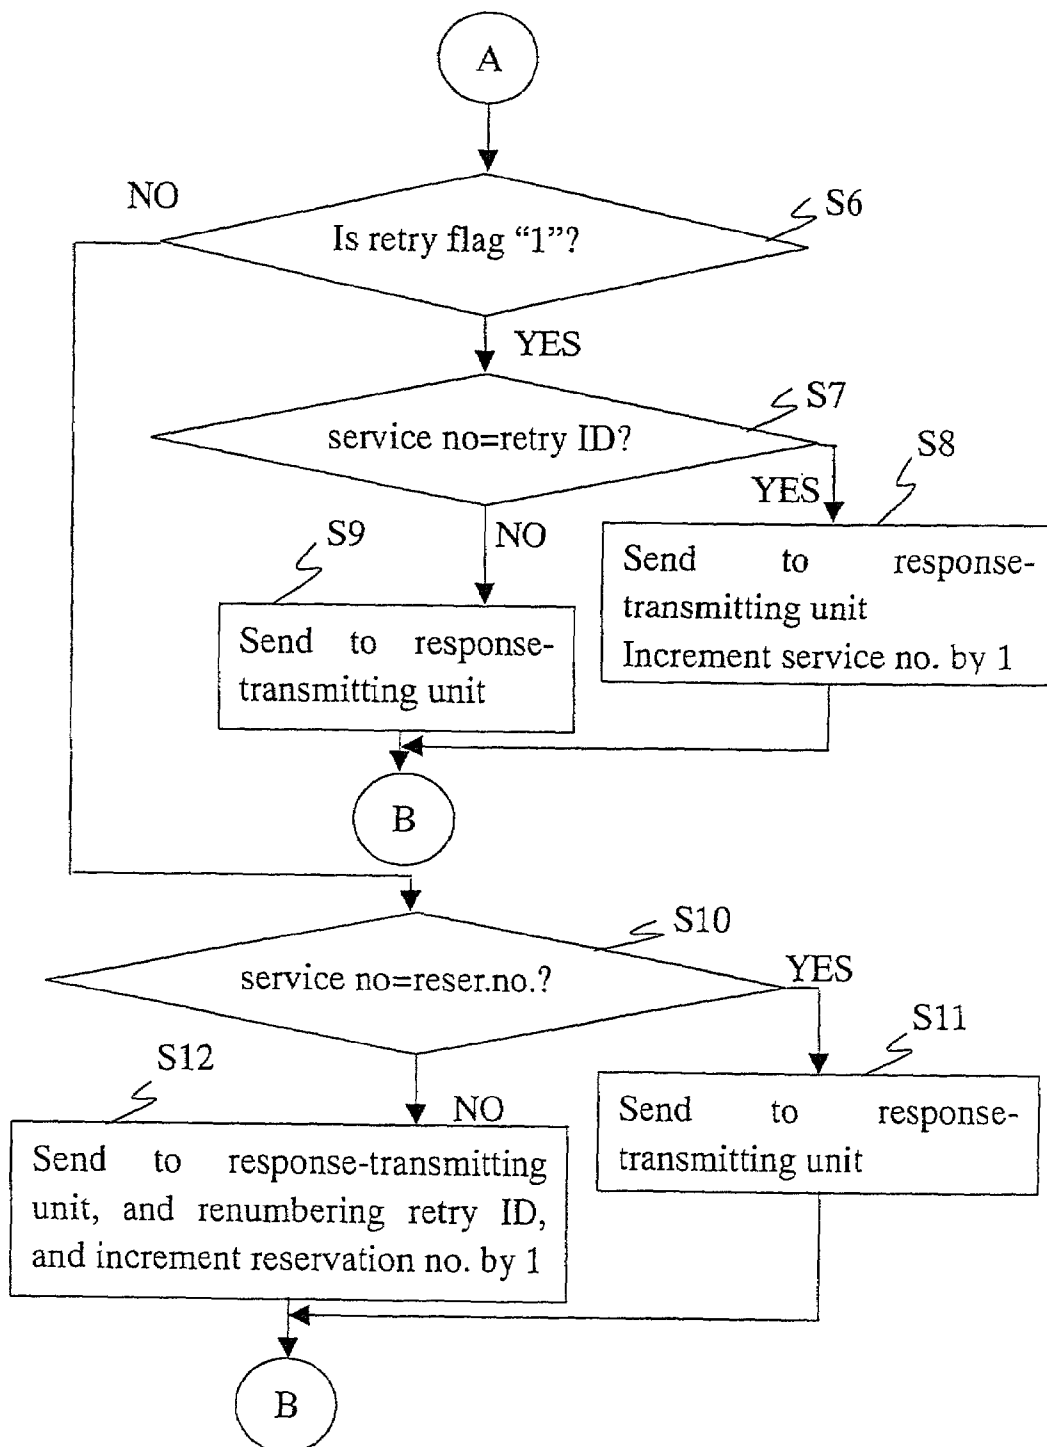 A
NO
S6
Is retry flag “1”?
YES
S7
service no=retry ID?
S8
YES
S9
NO
Send to response-
transmitting unit
Increment service no. by 1
Send to response-
transmitting unit
B
S10
service no=reser.no.?
YES
S11
S12
NO
Send to response-
transmitting unit
Send to response-transmitting
unit, and renumbering retry ID,
and increment reservation no. by 1
B